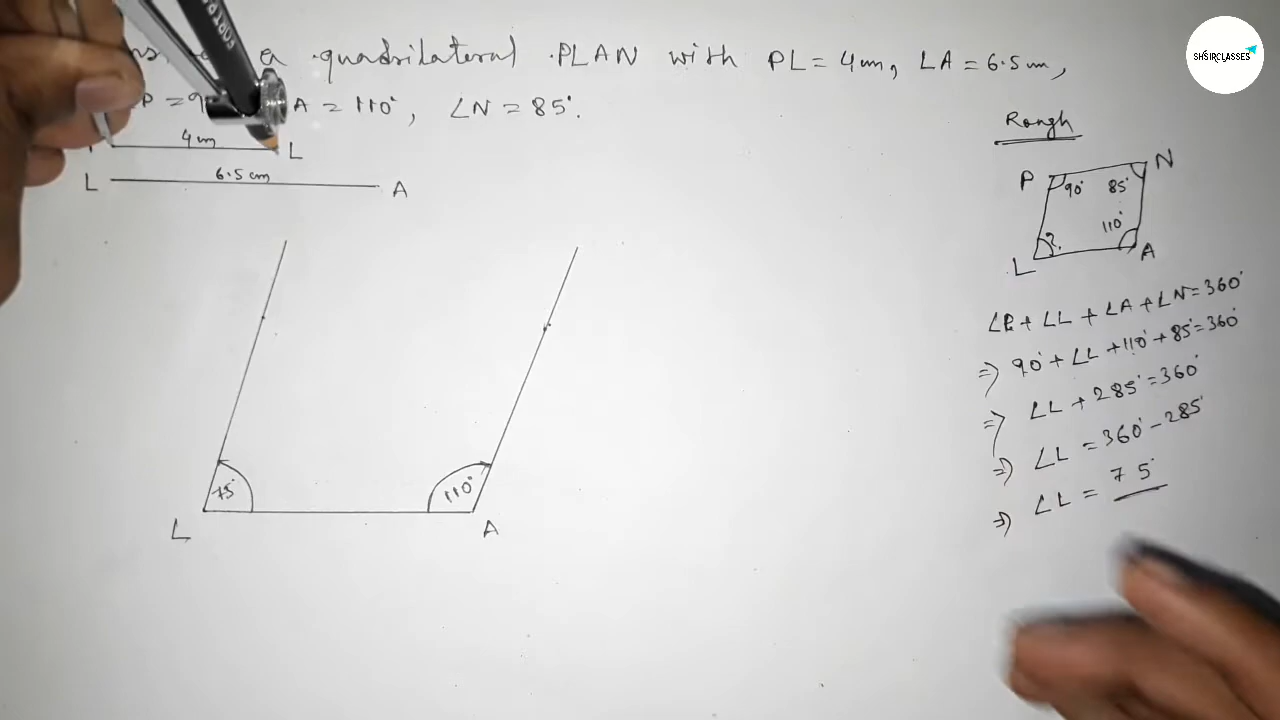 quadrilateral PLAN with PL = 4cm, LA = 6.5cm,
P = 9 A = 110°, ∠N = 85°.
4cm
L
L 6.5cm A
75°
110°
L A
SHSIRCLASSES
Rough
P N
90° 85°
110°
?
L A
∠P + ∠L + ∠A + ∠N = 360°
⇒ 90° + ∠L + 110° + 85° = 360°
⇒ ∠L + 285° = 360°
⇒ ∠L = 360° - 285°
⇒ ∠L = 75°